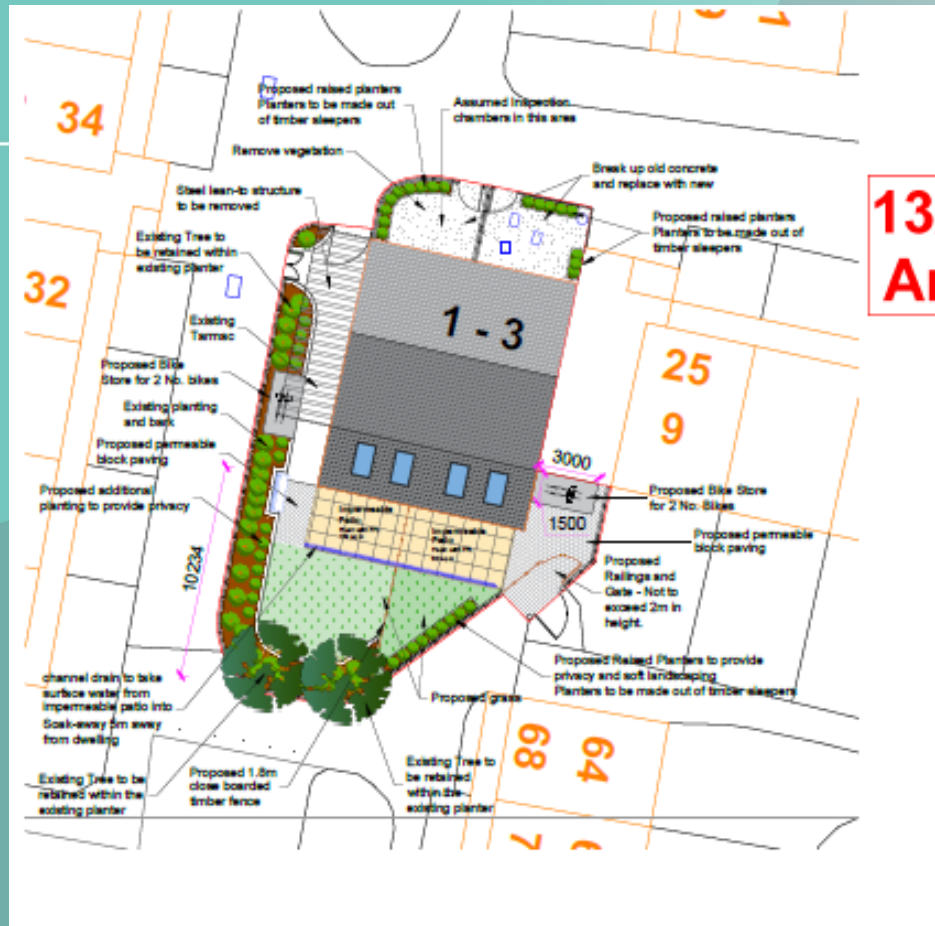 34
Proposed raised planters
Planters to be made out
of timber sleepers
Assumed Inspection
chambers in this area
Remove vegetation
Break up old concrete
and replace with new
Steel lean-to structure
to be removed
Proposed raised planters
Planters to be made out of
timber sleepers
13
Existing Tree to
be retained within
existing planter
32
1 - 3
Existing
Tarmac
25
9
Proposed Bike
Store for 2 No. bikes
Existing planting
and bark
Proposed permeable
block paving
3000
Proposed Bike Store
for 2 No. Bikes
1500
Proposed additional
planting to provide privacy
Impermeable
Patio
Impermeable
Patio
Proposed permeable
block paving
Proposed
Railings and
Gate - Not to
exceed 2m in
height.
10234
Proposed Raised Planters to provide
privacy and soft landscaping
Planters to be made out of timber sleepers
channel drain to take
surface water from
impermeable patio into
Soak-away 5m away
from dwelling
Proposed grass
68
64
Existing Tree to be
retained within the
existing planter
Proposed 1.8m
close boarded
timber fence
Existing Tree to
be retained
within the
existing planter